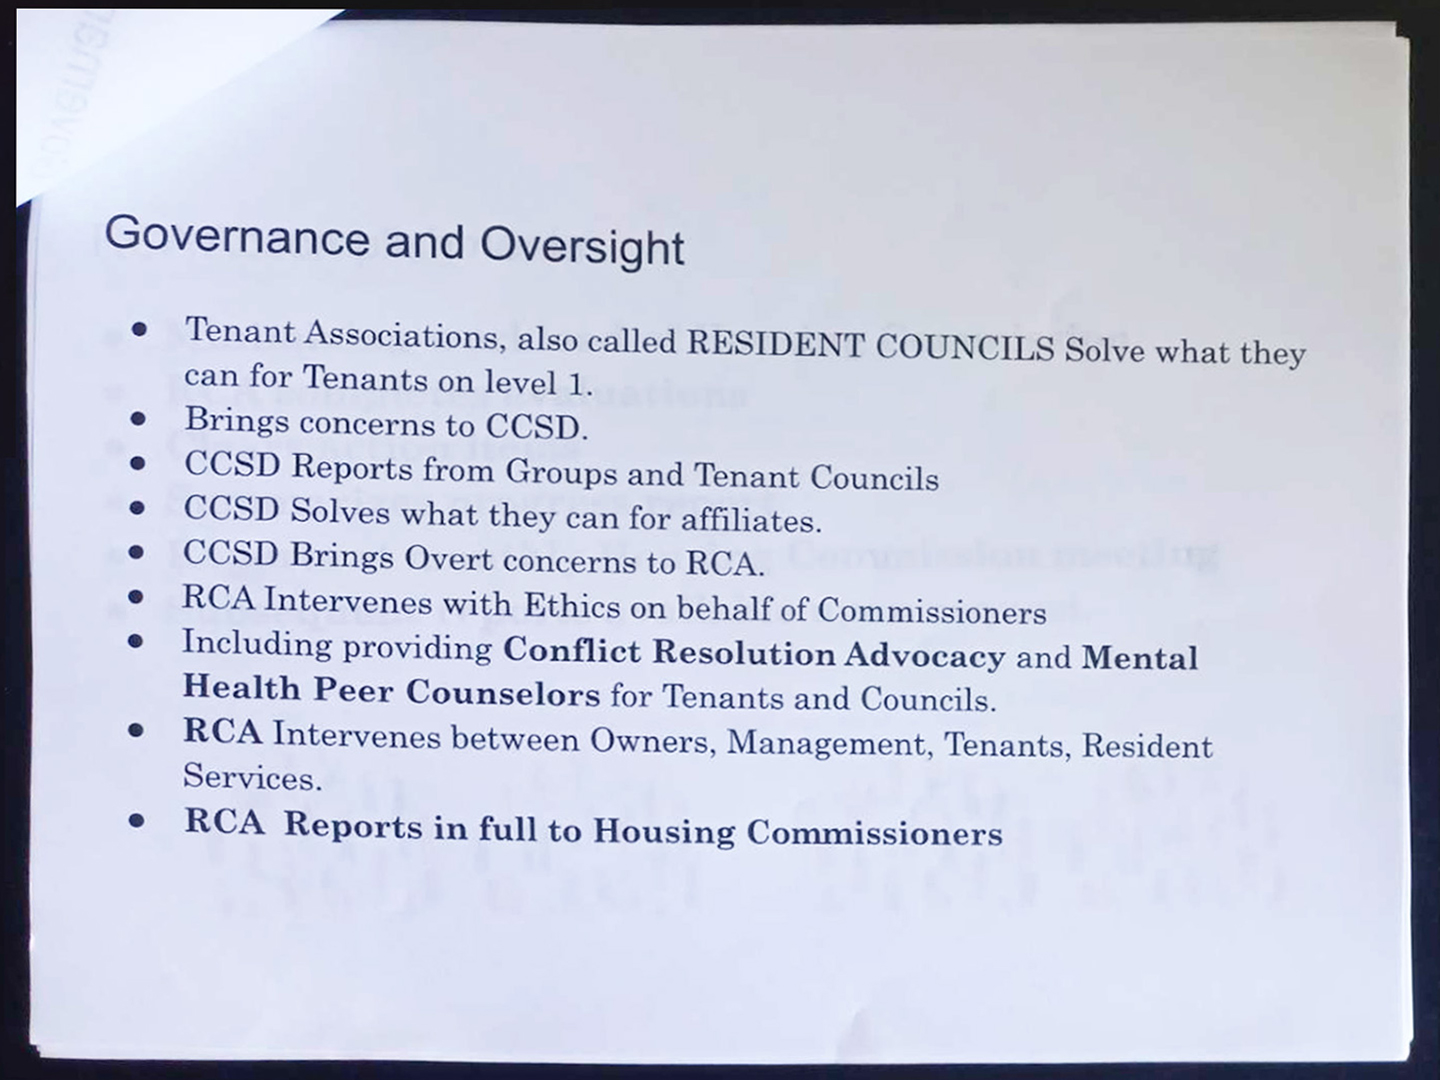 Governance and Oversight
● Tenant Associations, also called RESIDENT COUNCILS Solve what they
can for Tenants on level 1.
● Brings concerns to CCSD.
● CCSD Reports from Groups and Tenant Councils
● CCSD Solves what they can for affiliates.
● CCSD Brings Overt concerns to RCA.
● RCA Intervenes with Ethics on behalf of Commissioners
● Including providing Conflict Resolution Advocacy and Mental
Health Peer Counselors for Tenants and Councils.
● RCA Intervenes between Owners, Management, Tenants, Resident
Services.
● RCA Reports in full to Housing Commissioners